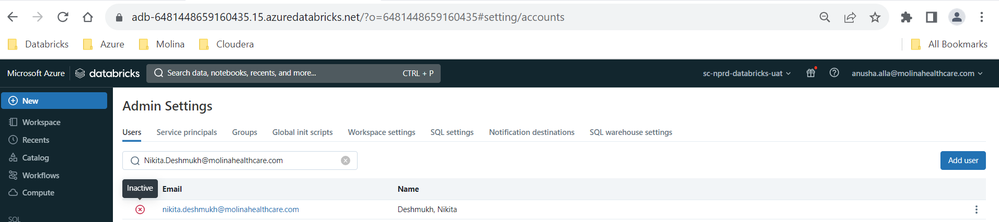 adb-6481448659160435.15.azuredatabricks.net/?o=6481448659160435#setting/accounts
Databricks Azure Molina Cloudera All Bookmarks
Microsoft Azure databricks Search data, notebooks, recents, and more... CTRL + P sc-nprd-databricks-uat anusha.alla@molinahealthcare.com
New
Workspace
Recents
Catalog
Workflows
Compute
SQL
Admin Settings
Users Service principals Groups Global init scripts Workspace settings SQL settings Notification destinations SQL warehouse settings
Nikita.Deshmukh@molinahealthcare.com Add user
Inactive Email Name
nikita.deshmukh@molinahealthcare.com Deshmukh, Nikita